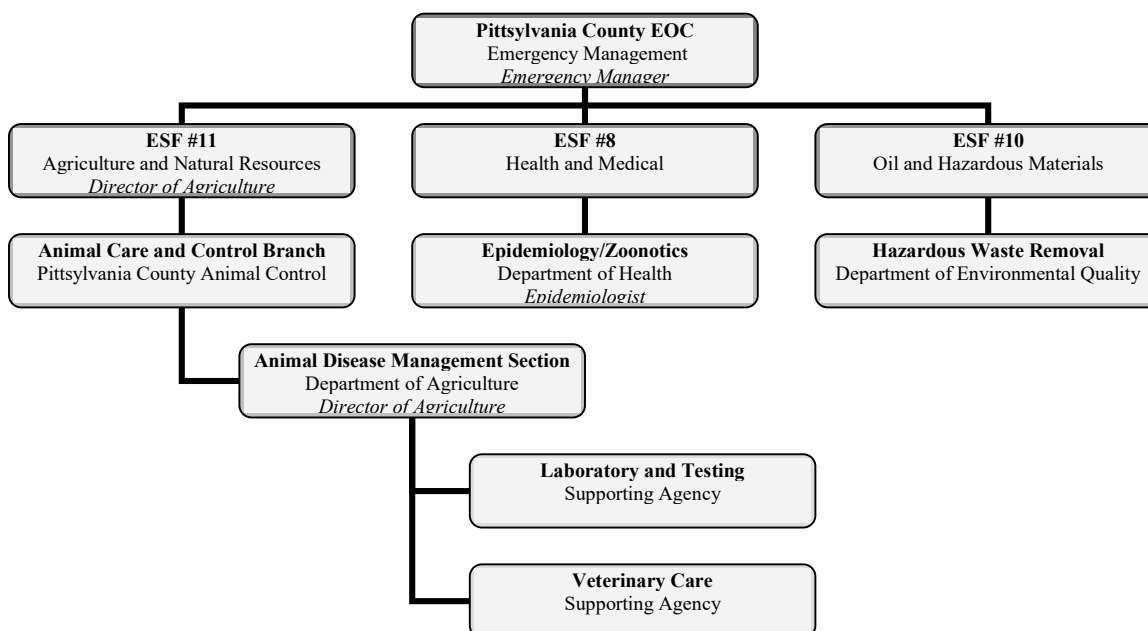 Pittsylvania County EOC
Emergency Management
Emergency Manager
ESF #11
Agriculture and Natural Resources
Director of Agriculture
ESF #8
Health and Medical
ESF #10
Oil and Hazardous Materials
Animal Care and Control Branch
Pittsylvania County Animal Control
Epidemiology/Zoonotics
Department of Health
Epidemiologist
Hazardous Waste Removal
Department of Environmental Quality
Animal Disease Management Section
Department of Agriculture
Director of Agriculture
Laboratory and Testing
Supporting Agency
Veterinary Care
Supporting Agency